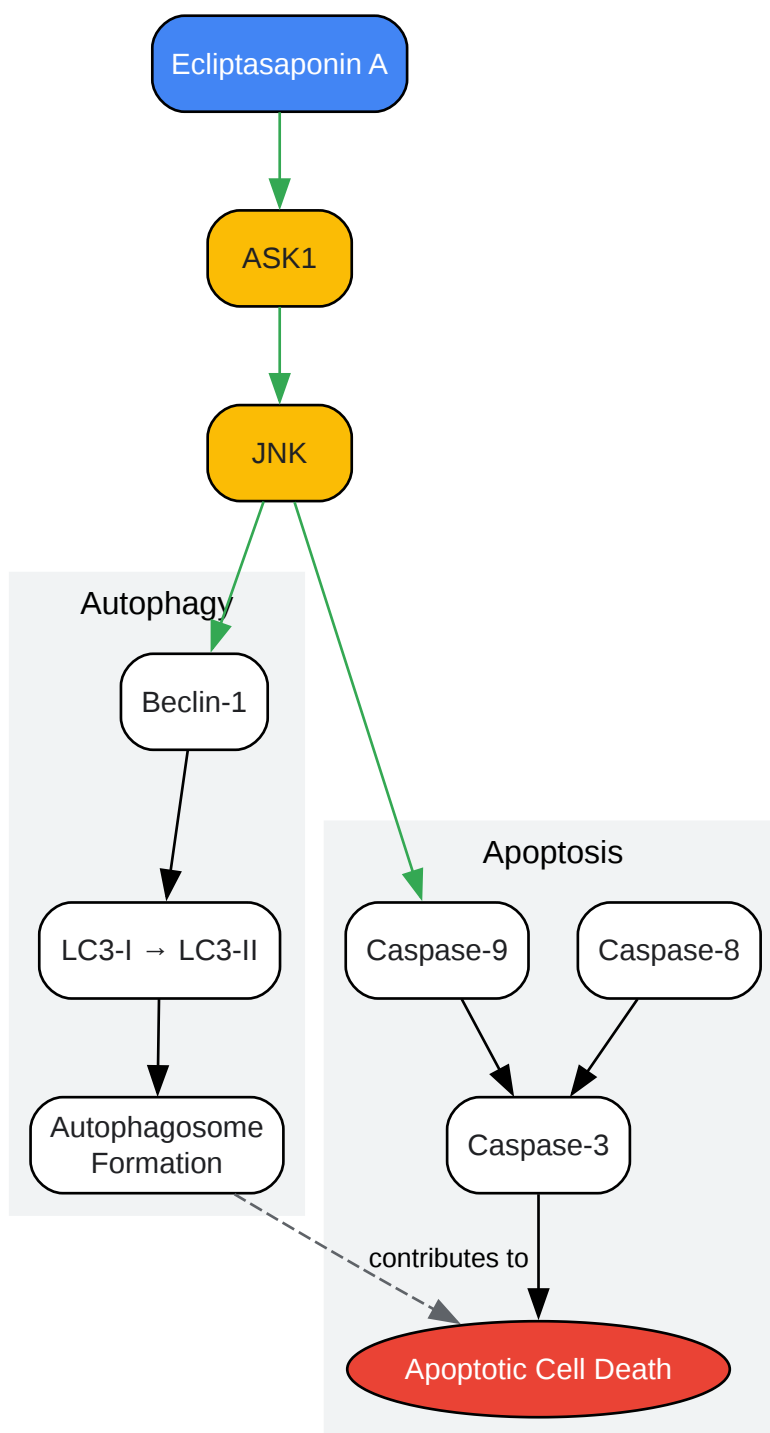 Ecliptasaponin A
ASK1
JNK
Autophagy
Beclin-1
Apoptosis
LC3-I → LC3-II
Caspase-9
Caspase-8
Autophagosome
Formation
Caspase-3
contributes to
Apoptotic Cell Death